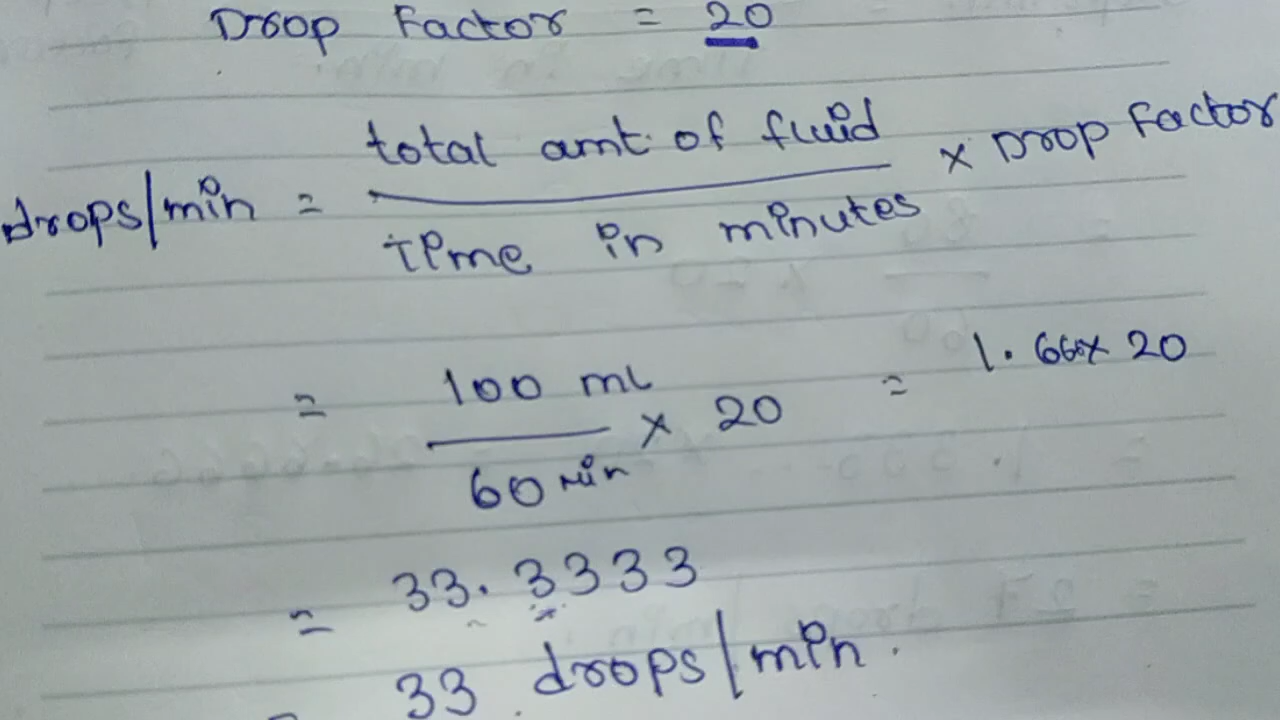 Drop Factor = 20
drops/min = total amt. of fluid / Time in minutes × Drop Factor
= 100 ml / 60 min × 20 = 1.66 × 20
= 33.3333
= 33 drops/min.